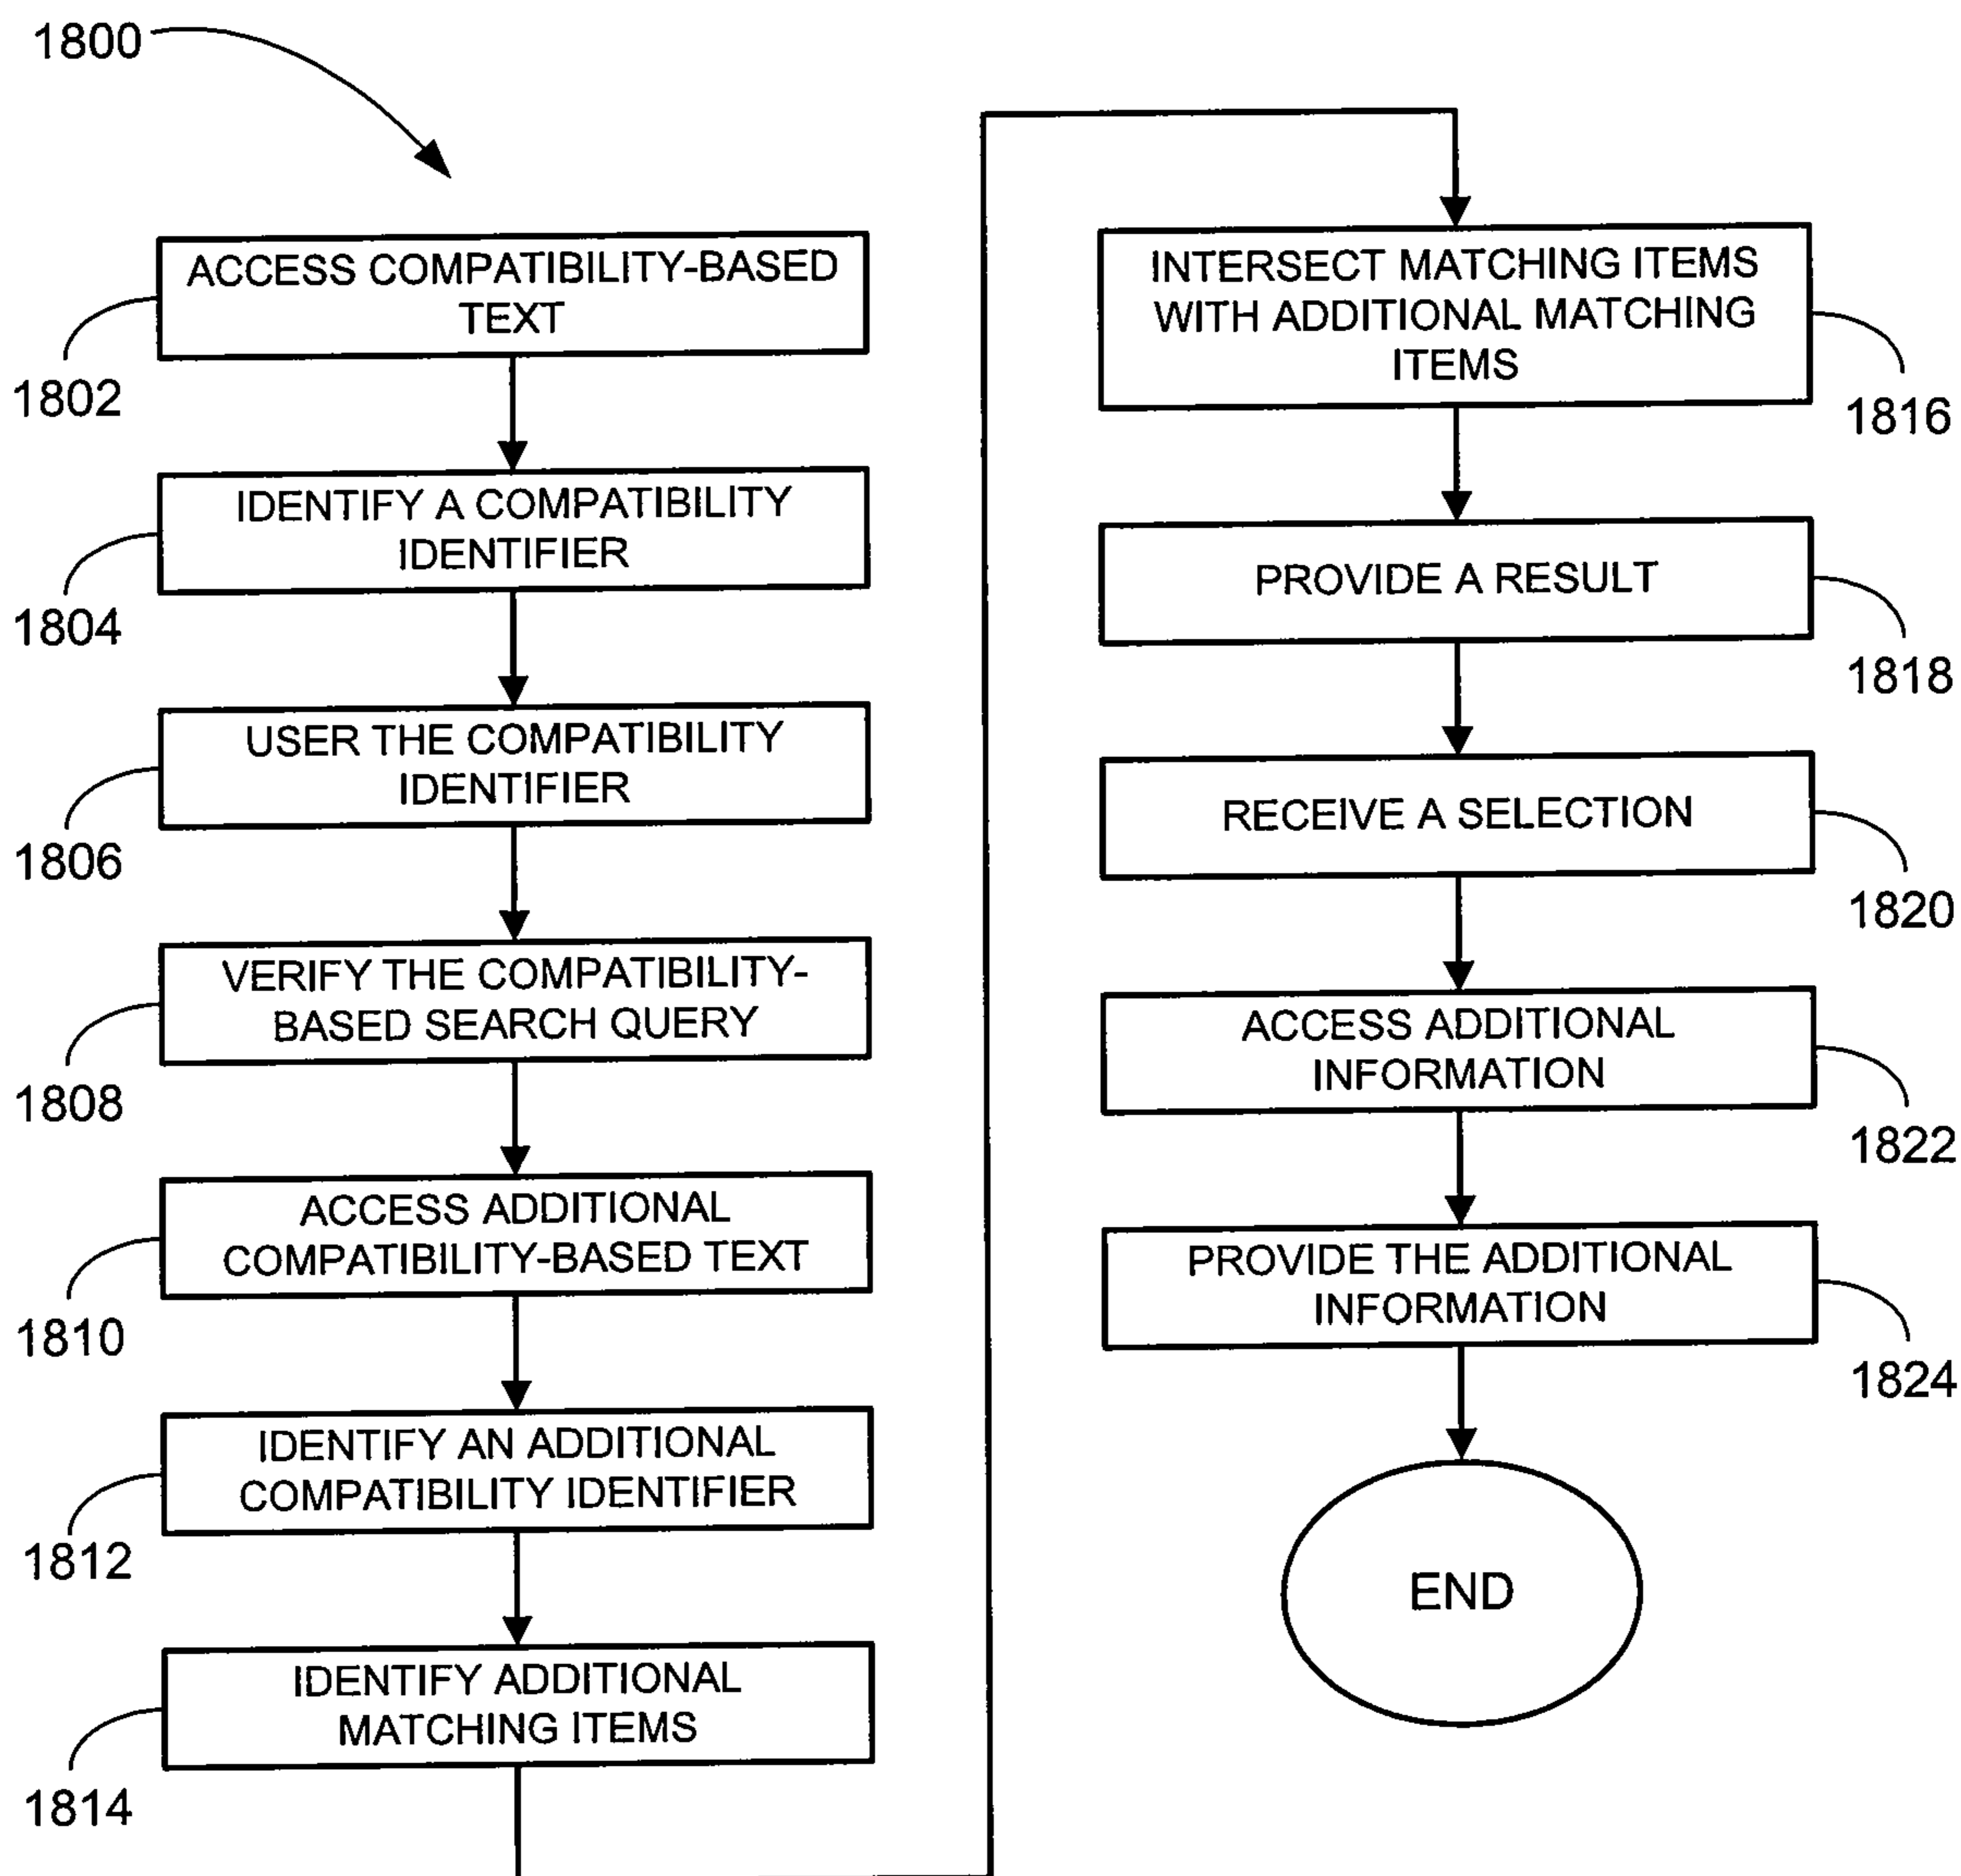 1800
ACCESS COMPATIBILITY-BASED
TEXT
1802
IDENTIFY A COMPATIBILITY
IDENTIFIER
1804
USER THE COMPATIBILITY
IDENTIFIER
1806
VERIFY THE COMPATIBILITY-
BASED SEARCH QUERY
1808
ACCESS ADDITIONAL
COMPATIBILITY-BASED TEXT
1810
IDENTIFY AN ADDITIONAL
COMPATIBILITY IDENTIFIER
1812
IDENTIFY ADDITIONAL
MATCHING ITEMS
1814
INTERSECT MATCHING ITEMS
WITH ADDITIONAL MATCHING
ITEMS
1816
PROVIDE A RESULT
1818
RECEIVE A SELECTION
1820
ACCESS ADDITIONAL
INFORMATION
1822
PROVIDE THE ADDITIONAL
INFORMATION
1824
END